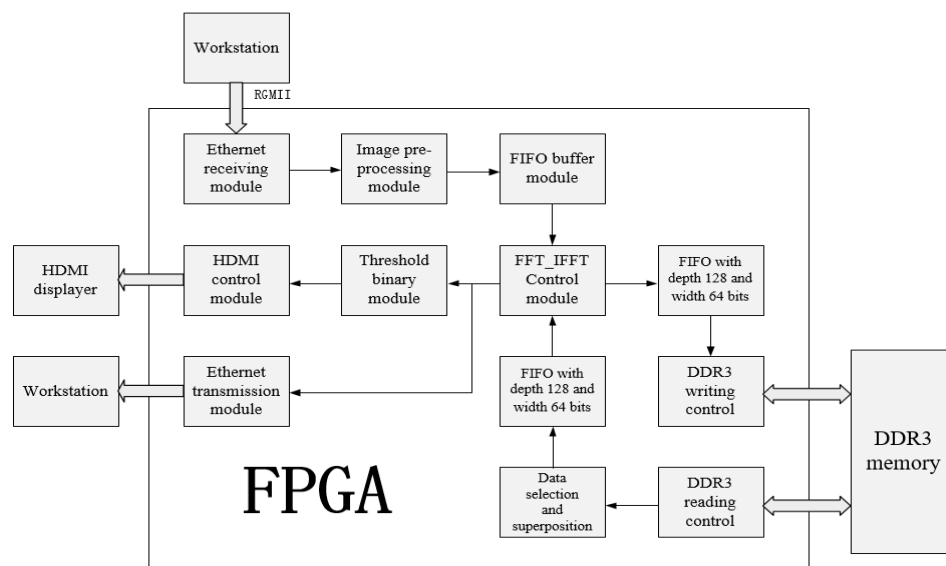 Workstation
RGMII
Ethernet
receiving
module
Image pre-
processing
module
FIFO buffer
module
HDMI
displayer
HDMI
control
module
Threshold
binary
module
FFT_IFFT
Control
module
FIFO with
depth 128 and
width 64 bits
Workstation
Ethernet
transmission
module
FIFO with
depth 128 and
width 64 bits
DDR3
writing
control
DDR3
memory
FPGA
Data
selection
and
superposition
DDR3
reading
control